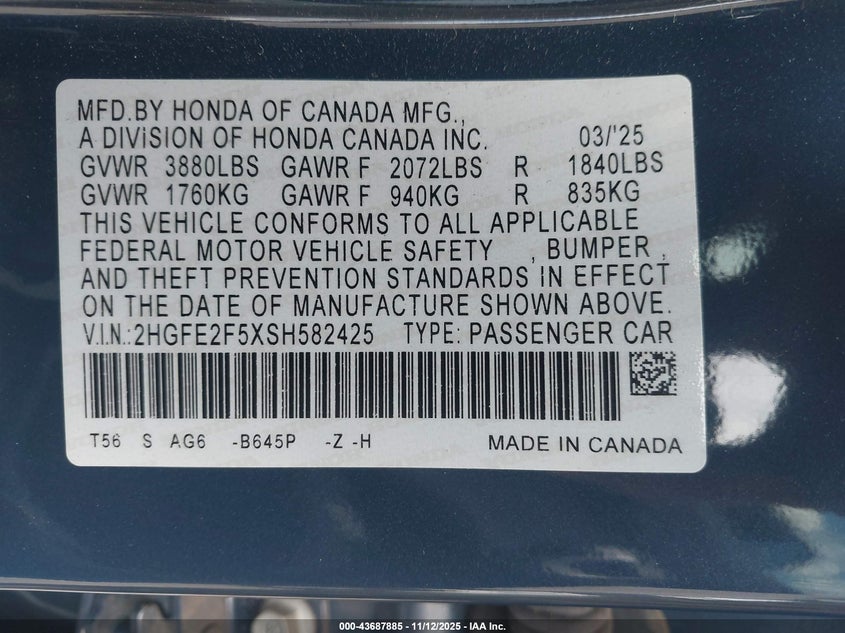 MFD.BY HONDA OF CANADA MFG.,
A DIVISION OF HONDA CANADA INC. 03/'25
GVWR 3880LBS GAWR F 2072LBS R 1840LBS
GVWR 1760KG GAWR F 940KG R 835KG
THIS VEHICLE CONFORMS TO ALL APPLICABLE
FEDERAL MOTOR VEHICLE SAFETY , BUMPER ,
AND THEFT PREVENTION STANDARDS IN EFFECT
ON THE DATE OF MANUFACTURE SHOWN ABOVE.
V.I.N.:2HGFE2F5XSH582425 TYPE: PASSENGER CAR
T56 S AG6 -B645P -Z -H MADE IN CANADA
000-43687885 - 11/12/2025 - IAA Inc.